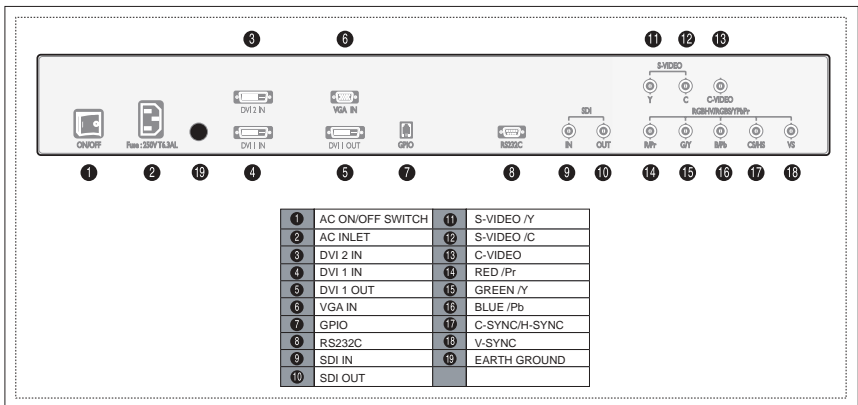 3 6 11 12 13
S-VIDEO
Y C C-VIDEO
DVI 2 IN VGA IN SDI RGBHV/RGBS/YPbPr
ON/OFF Fuse : 250V T6.3AL DVI 1 IN DVI 1 OUT GPIO RS232C IN OUT R/Pr G/Y B/Pb CS/HS VS
1 2 19 4 5 7 8 9 10 14 15 16 17 18
1 AC ON/OFF SWITCH 11 S-VIDEO /Y
2 AC INLET 12 S-VIDEO /C
3 DVI 2 IN 13 C-VIDEO
4 DVI 1 IN 14 RED /Pr
5 DVI 1 OUT 15 GREEN /Y
6 VGA IN 16 BLUE /Pb
7 GPIO 17 C-SYNC/H-SYNC
8 RS232C 18 V-SYNC
9 SDI IN 19 EARTH GROUND
10 SDI OUT